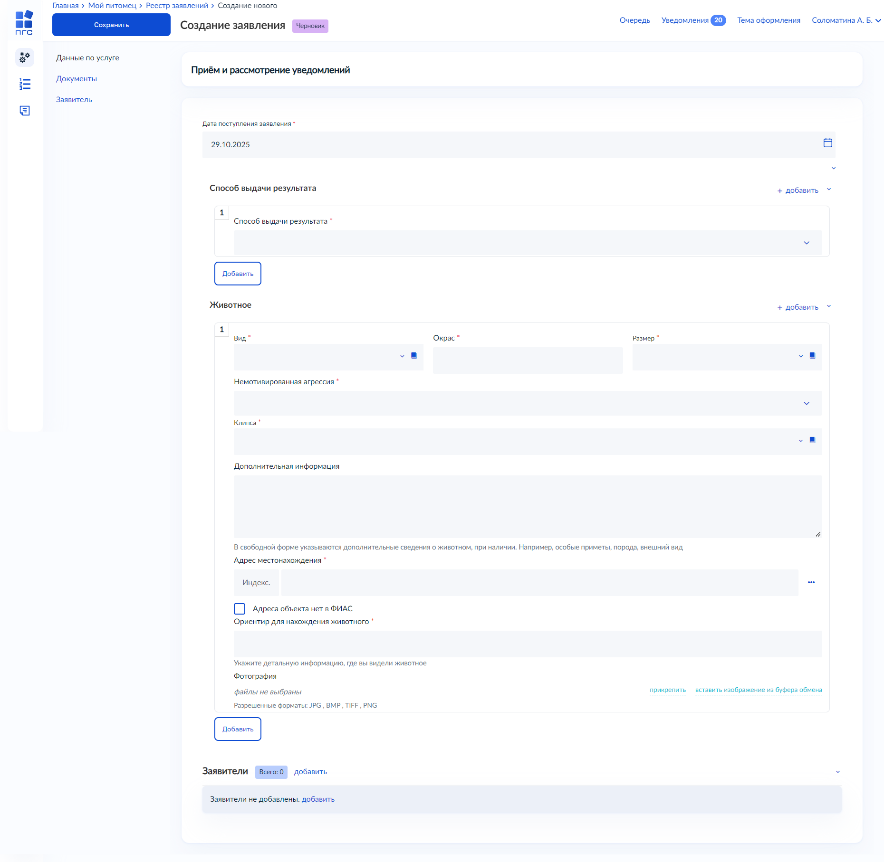 Главная > Мой питомец > Реестр заявлений > Создание нового
ПГС
Сохранить
Создание заявления Черновик
Очередь Уведомления 20 Тема оформления Соломатина А. Б.
Данные по услуге
Документы
Заявитель
Приём и рассмотрение уведомлений
Дата поступления заявления *
29.10.2025
Способ выдачи результата
+ добавить
1
Способ выдачи результата *
Добавить
Животное
+ добавить
1
Вид * Окрас * Размер *
Немотивированная агрессия *
Клипса *
Дополнительная информация
В свободной форме указываются дополнительные сведения о животном, при наличии. Например, особые приметы, порода, внешний вид
Адрес местонахождения *
Индекс.
Адреса объекта нет в ФИАС
Ориентир для нахождения животного *
Укажите детальную информацию, где вы видели животное
Фотография
файлы не выбраны
прикрепить вставить изображение из буфера обмена
Разрешенные форматы: JPG , BMP , TIFF , PNG
Добавить
Заявители Всего: 0 добавить
Заявители не добавлены. добавить